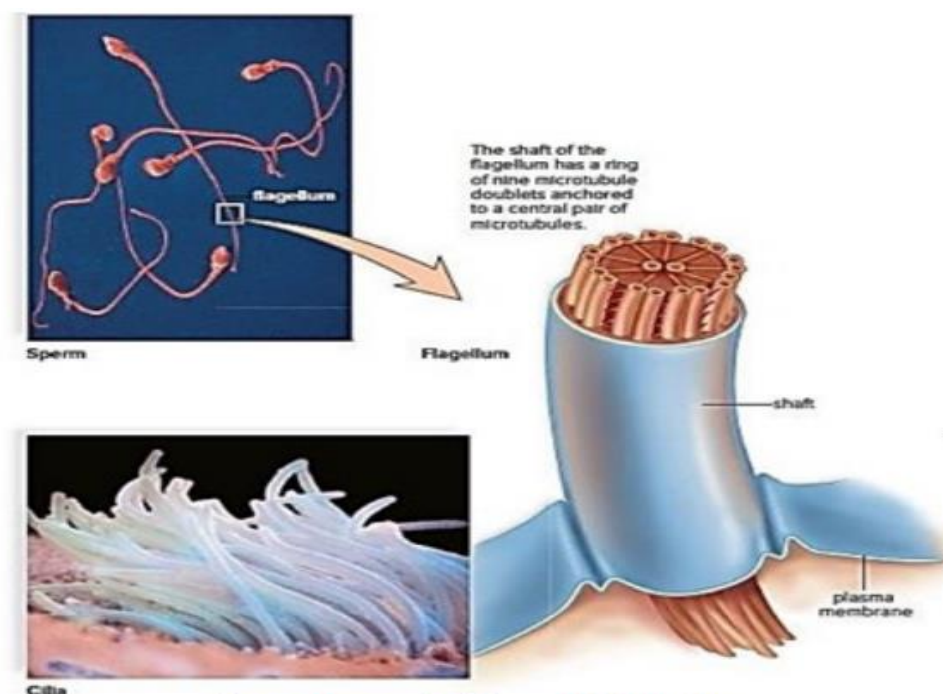 flagellum
Sperm
The shaft of the
flagellum has a ring
of nine microtubule
doublets anchored
to a central pair of
microtubules.
Flagellum
shaft
plasma
membrane
Cilia